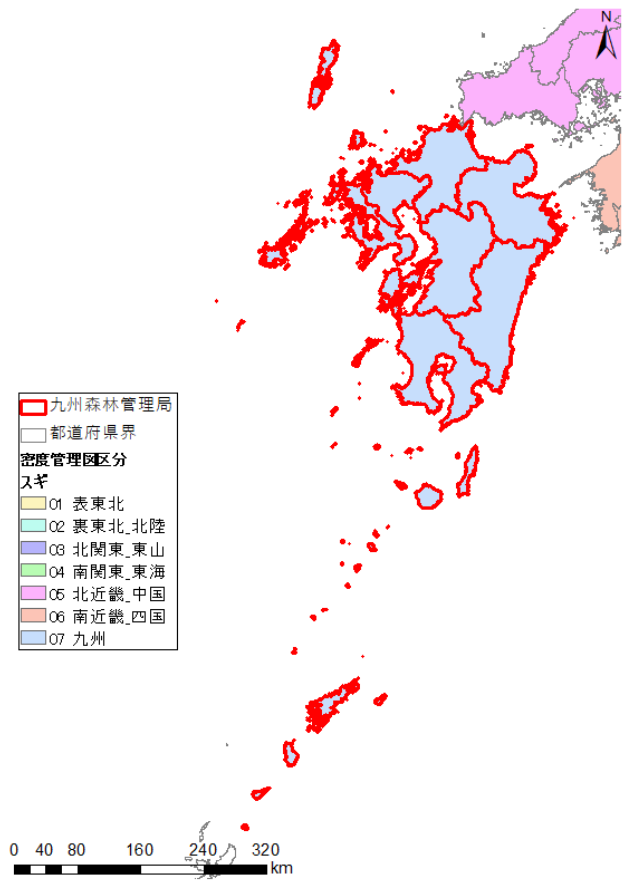 N
九州森林管理局
都道府県界
密度管理図区分
スギ
01 表東北
02 裏東北_北陸
03 北関東_東山
04 南関東_東海
05 北近畿_中国
06 南近畿_四国
07 九州
0 40 80 160 240 320
km